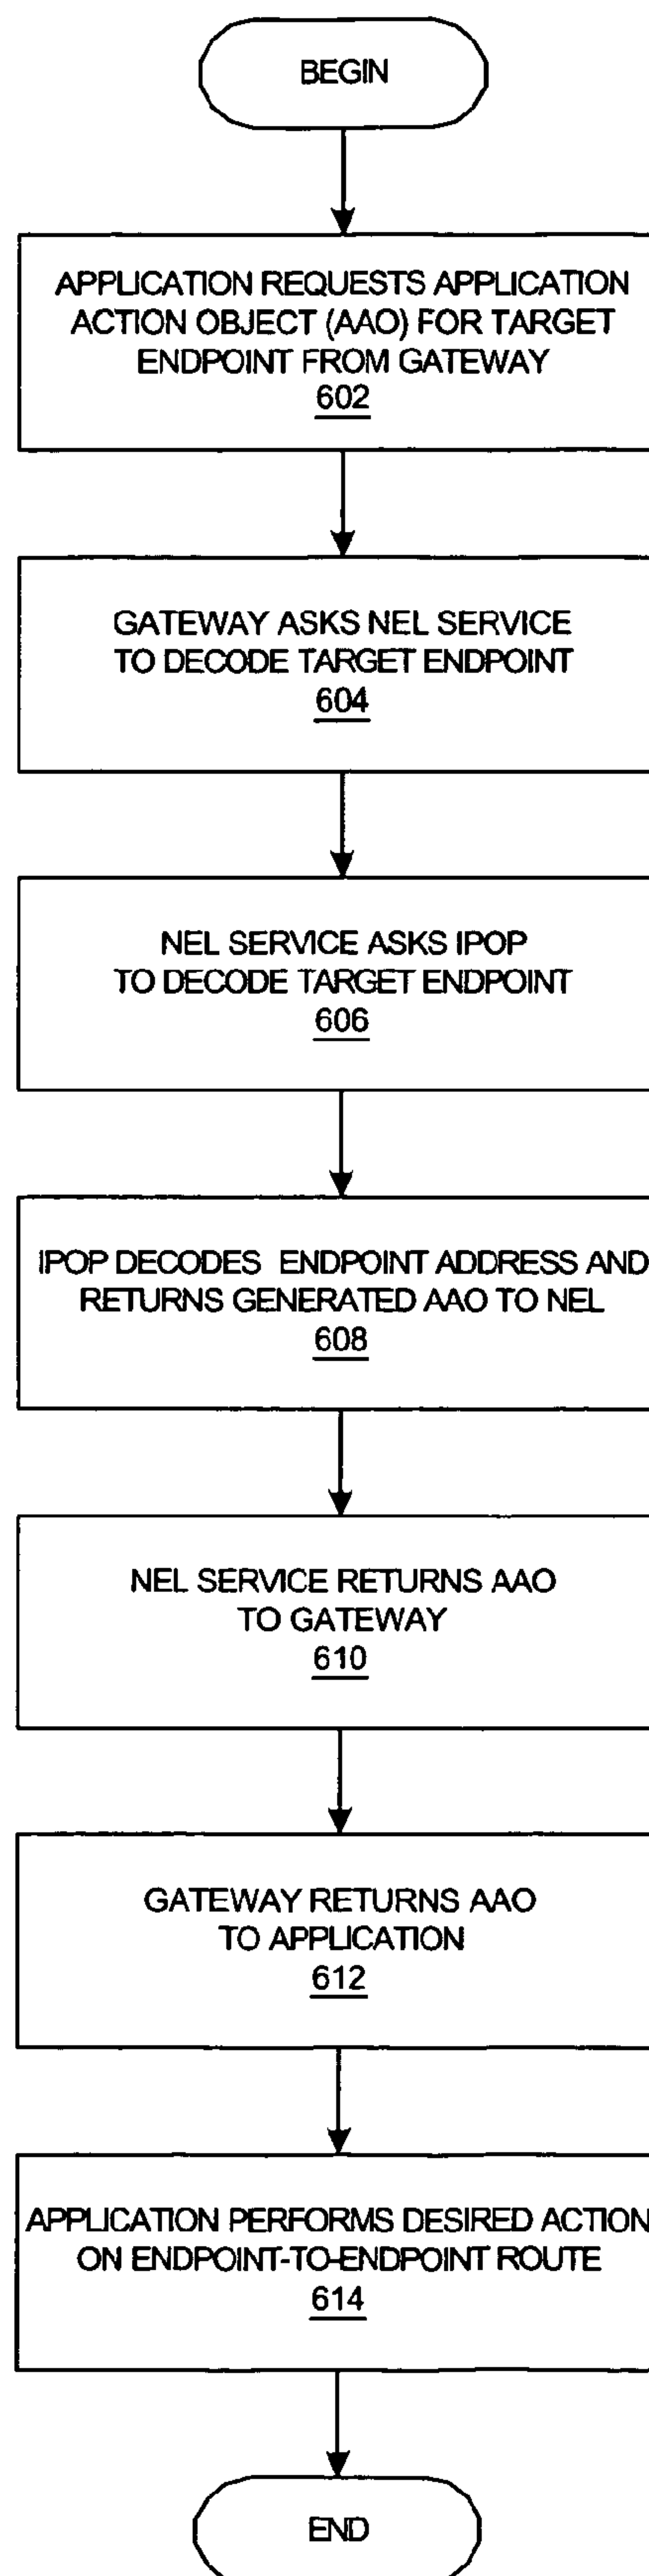 BEGIN
APPLICATION REQUESTS APPLICATION
ACTION OBJECT (AAO) FOR TARGET
ENDPOINT FROM GATEWAY
602
GATEWAY ASKS NEL SERVICE
TO DECODE TARGET ENDPOINT
604
NEL SERVICE ASKS IPOP
TO DECODE TARGET ENDPOINT
606
IPOP DECODES ENDPOINT ADDRESS AND
RETURNS GENERATED AAO TO NEL
608
NEL SERVICE RETURNS AAO
TO GATEWAY
610
GATEWAY RETURNS AAO
TO APPLICATION
612
APPLICATION PERFORMS DESIRED ACTION
ON ENDPOINT-TO-ENDPOINT ROUTE
614
END